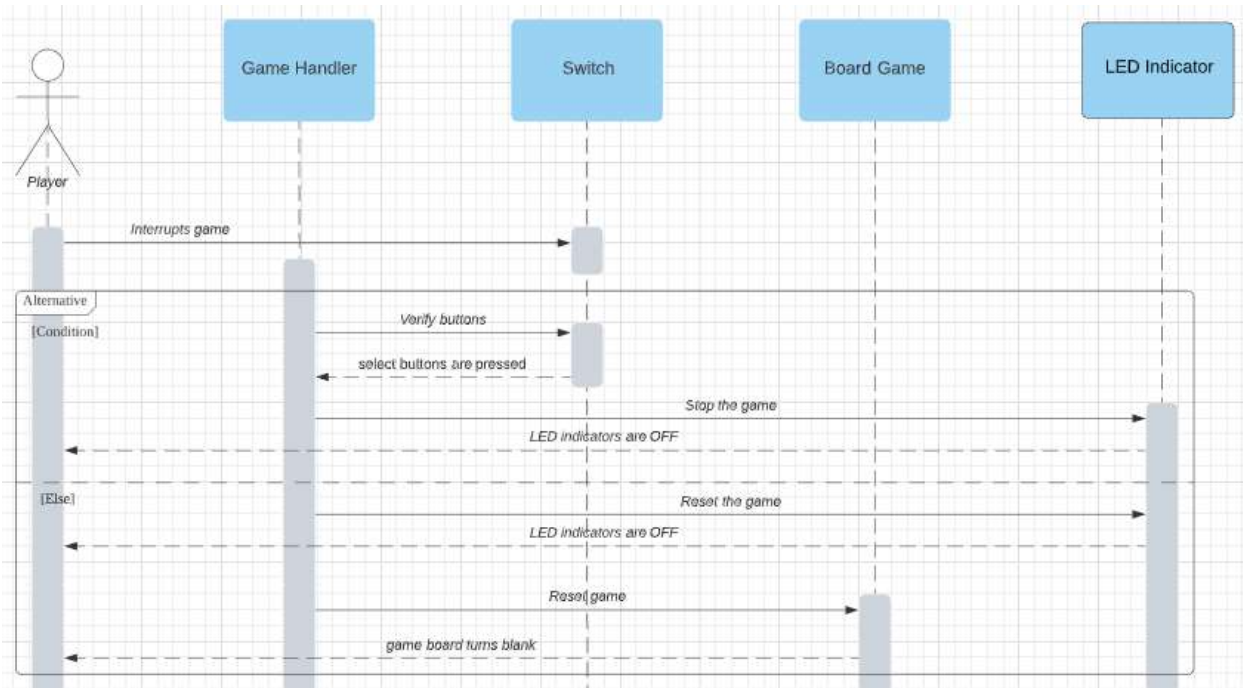 Game Handler
Switch
Board Game
LED Indicator
Player
Interrupts game
Alternative
[Condition]
Verify buttons
select buttons are pressed
Stop the game
LED indicators are OFF
[Else]
Reset the game
LED indicators are OFF
Reset game
game board turns blank